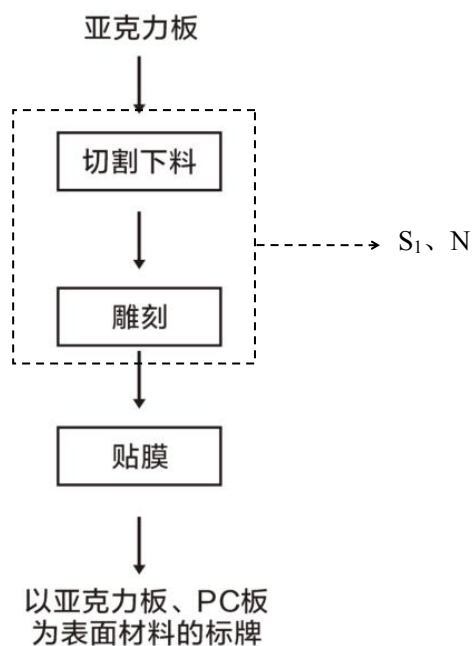 亚克力板
切割下料
S₁、N
雕刻
贴膜
以亚克力板、PC板
为表面材料的标牌